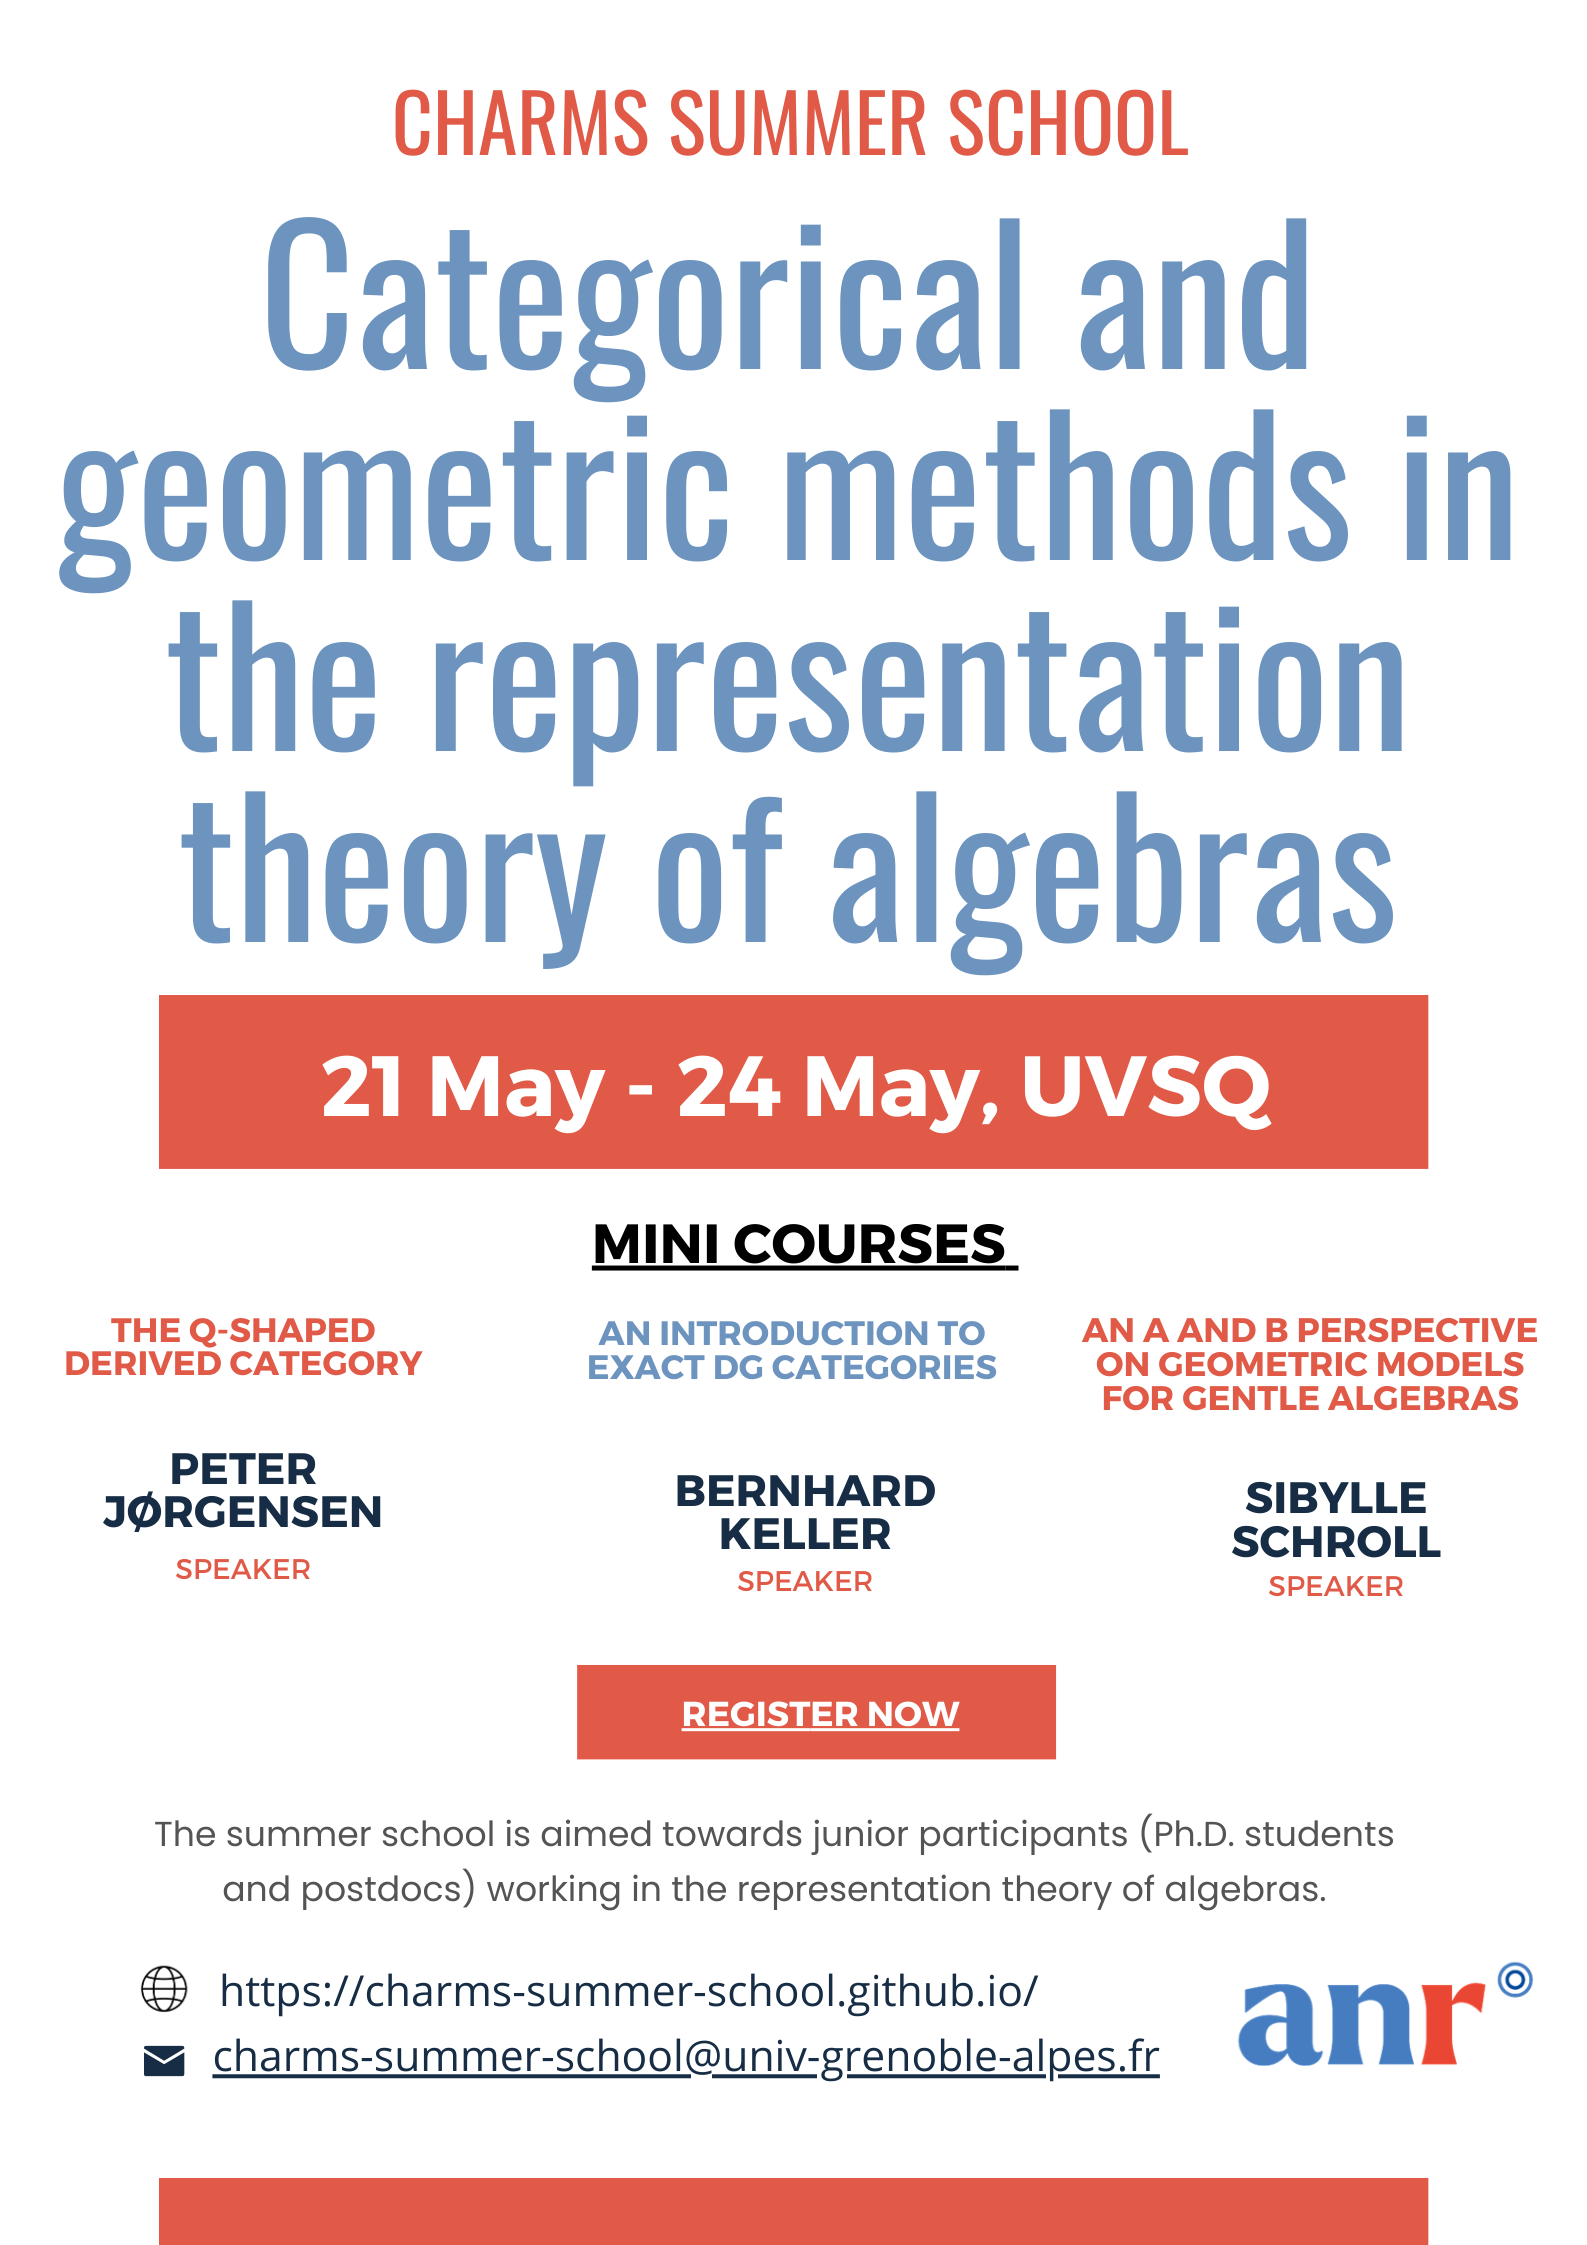 CHARMS SUMMER SCHOOL
Categorical and
geometric methods in
the representation
theory of algebras
21 May - 24 May, UVSQ
MINI COURSES
THE Q-SHAPED
DERIVED CATEGORY
PETER
JØRGENSEN
SPEAKER
AN INTRODUCTION TO
EXACT DG CATEGORIES
BERNHARD
KELLER
SPEAKER
AN A AND B PERSPECTIVE
ON GEOMETRIC MODELS
FOR GENTLE ALGEBRAS
SIBYLLE
SCHROLL
SPEAKER
REGISTER NOW
The summer school is aimed towards junior participants (Ph.D. students
and postdocs) working in the representation theory of algebras.
https://charms-summer-school.github.io/
charms-summer-school@univ-grenoble-alpes.fr
anr